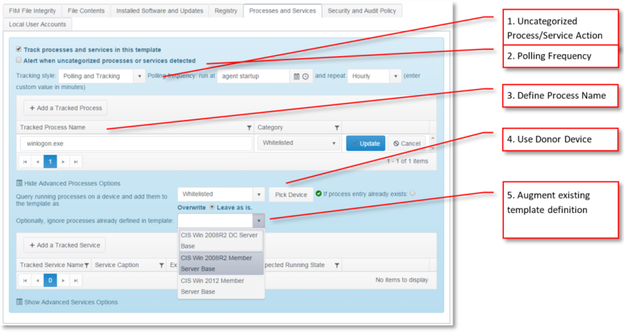 FIM File Integrity File Contents Installed Software and Updates Registry Processes and Services Security and Audit Policy
Local User Accounts
Track processes and services in this template
Alert when uncategorized processes or services detected
Tracking style: Polling and Tracking Polling frequency: run at agent startup and repeat Hourly (enter
custom value in minutes)
+ Add a Tracked Process
Tracked Process Name Category
winlogon.exe Whitelisted Update Cancel
1 1 - 1 of 1 items
Hide Advanced Processes Options
Query running processes on a device and add them to Whitelisted Pick Device If process entry already exists:
the template as
Overwrite Leave as is.
Optionally, ignore processes already defined in template:
CIS Win 2008R2 DC Server
Base
+ Add a Tracked Service
CIS Win 2008R2 Member
Server Base
Tracked Service Name Service Caption Ex pected Running State
CIS Win 2012 Member
Server Base
0 No items to display
Show Advanced Services Options
1. Uncategorized
Process/Service Action
2. Polling Frequency
3. Define Process Name
4. Use Donor Device
5. Augment existing
template definition